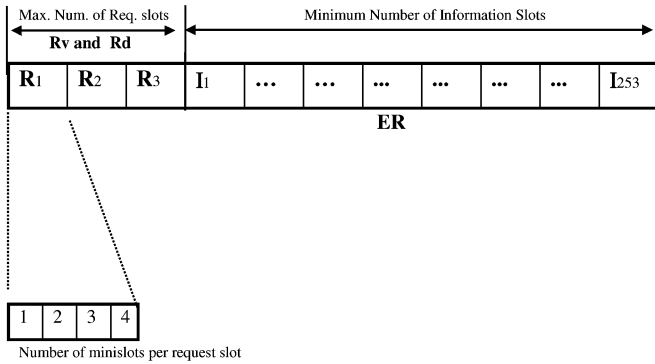 Max. Num. of Req. slots
Minimum Number of Information Slots
Rv and Rd
R1 R2 R3 I1 ... ... ... ... ... ... I253
ER
1 2 3 4
Number of minislots per request slot